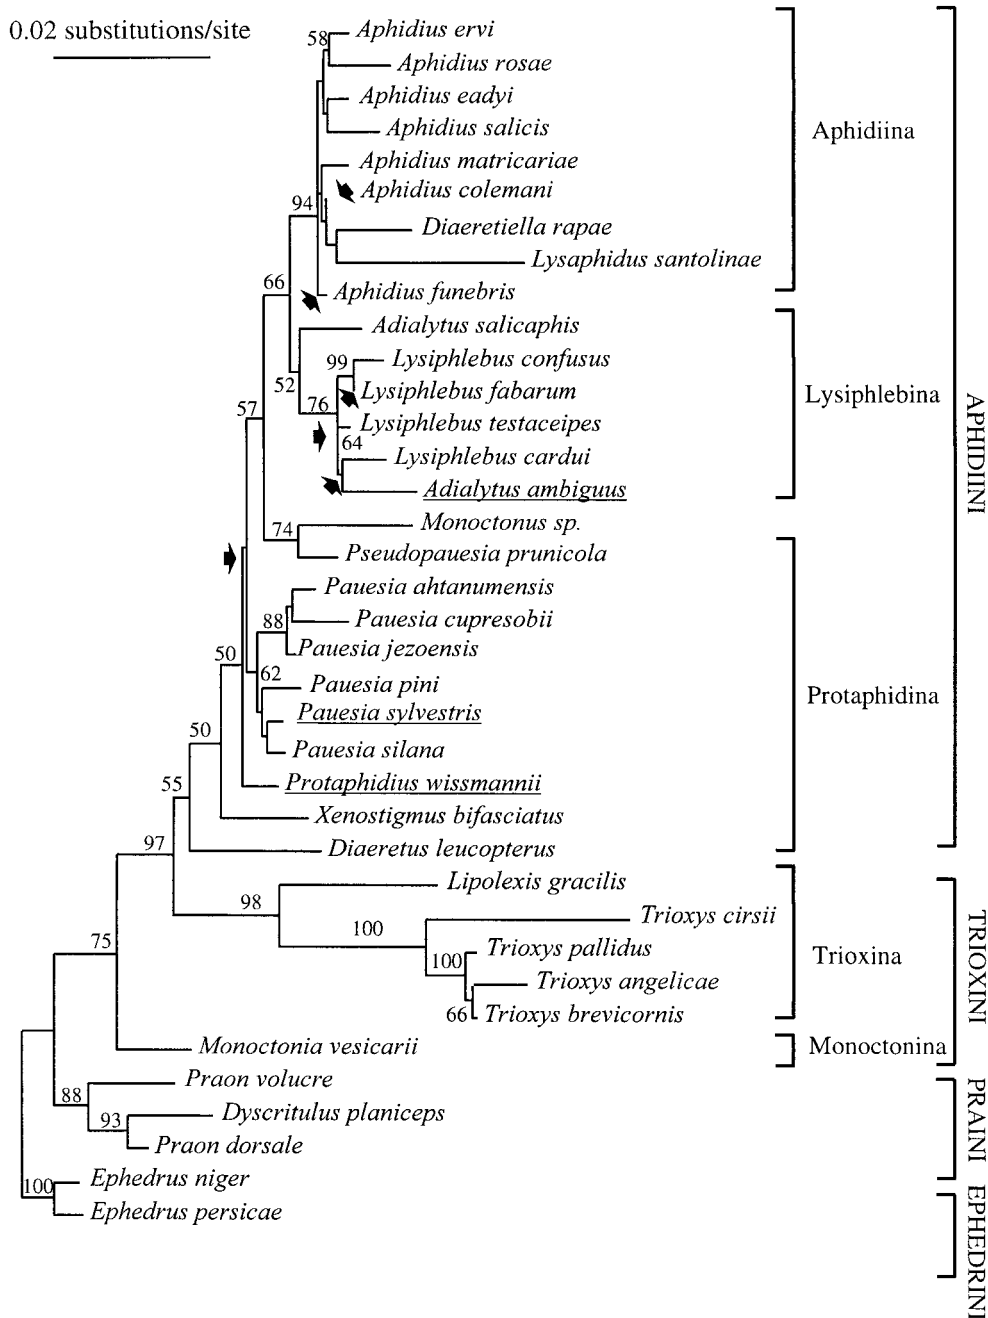 0.02 substitutions/site
58
Aphidius ervi
Aphidius rosae
Aphidius eadyi
Aphidius salicis
Aphidiina
Aphidius matricariae
Aphidius colemani
94
Diaeretiella rapae
Lysaphidus santolinae
66
Aphidius funebris
Adialytus salicaphis
99
Lysiphlebus confusus
52
Lysiphlebus fabarum
Lysiphlebina
76
57
Lysiphlebus testaceipes
64
Lysiphlebus cardui
APHIDIINI
Adialytus ambiguus
74
Monoctonus sp.
Pseudopauesia prunicola
Pauesia ahtanumensis
88
Pauesia cupresobii
Pauesia jezoensis
50
62
Pauesia pini
Protaphidina
Pauesia sylvestris
50
Pauesia silana
55
Protaphidius wissmannii
Xenostigmus bifasciatus
97
Diaeretus leucopterus
Lipolexis gracilis
98
Trioxys cirsii
100
75
Trioxys pallidus
Trioxina
100
Trioxys angelicae
TRIOXINI
66
Trioxys brevicornis
Monoctonia vesicarii
Monoctonina
Praon volucre
88
Dyscritulus planiceps
93
PRAINI
Praon dorsale
Ephedrus niger
100
Ephedrus persicae
EPHEDRINI